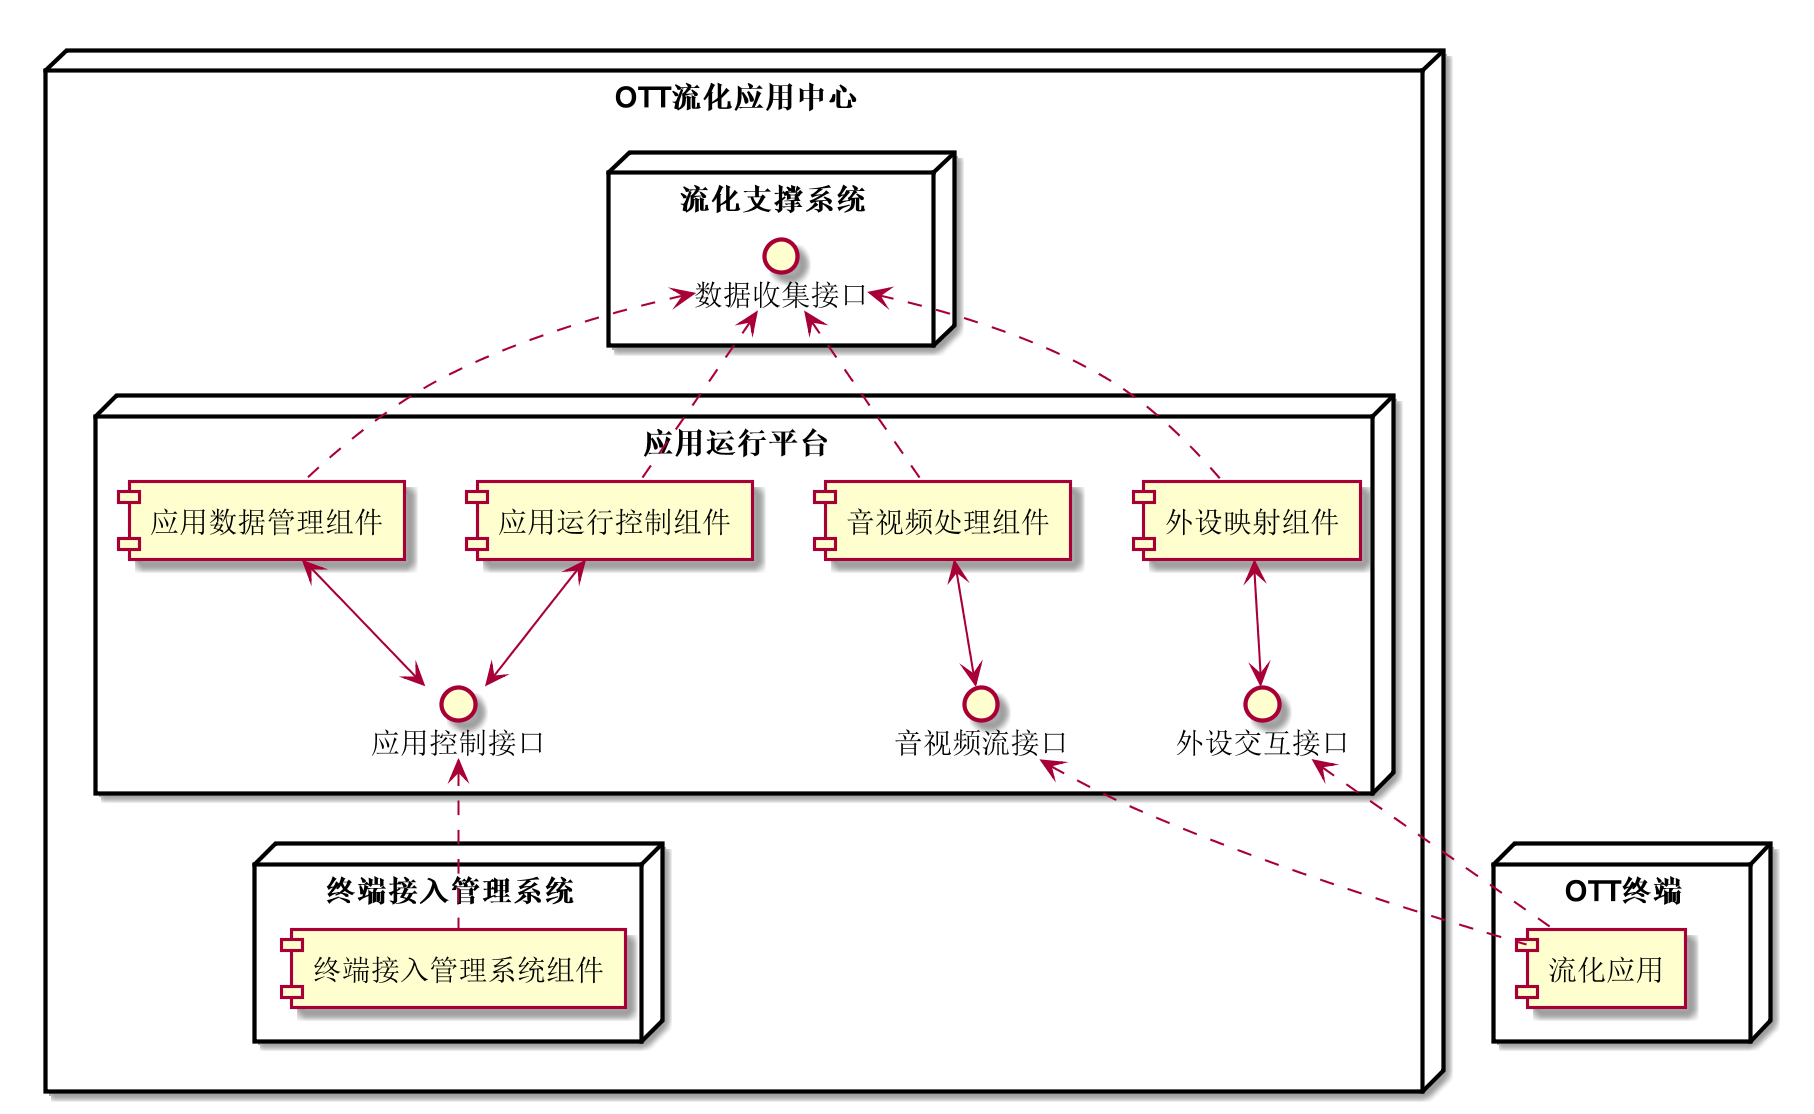 OTT流化应用中心
流化支撑系统
数据收集接口
应用运行平台
应用数据管理组件
应用运行控制组件
音视频处理组件
外设映射组件
应用控制接口
音视频流接口
外设交互接口
终端接入管理系统
OTT终端
终端接入管理系统组件
流化应用